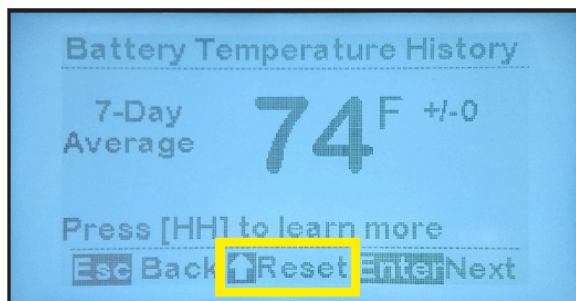 Battery Temperature History
7-Day
Average
74 F +/-0
Press [HH] to learn more
Esc Back ⬆Reset Enter Next